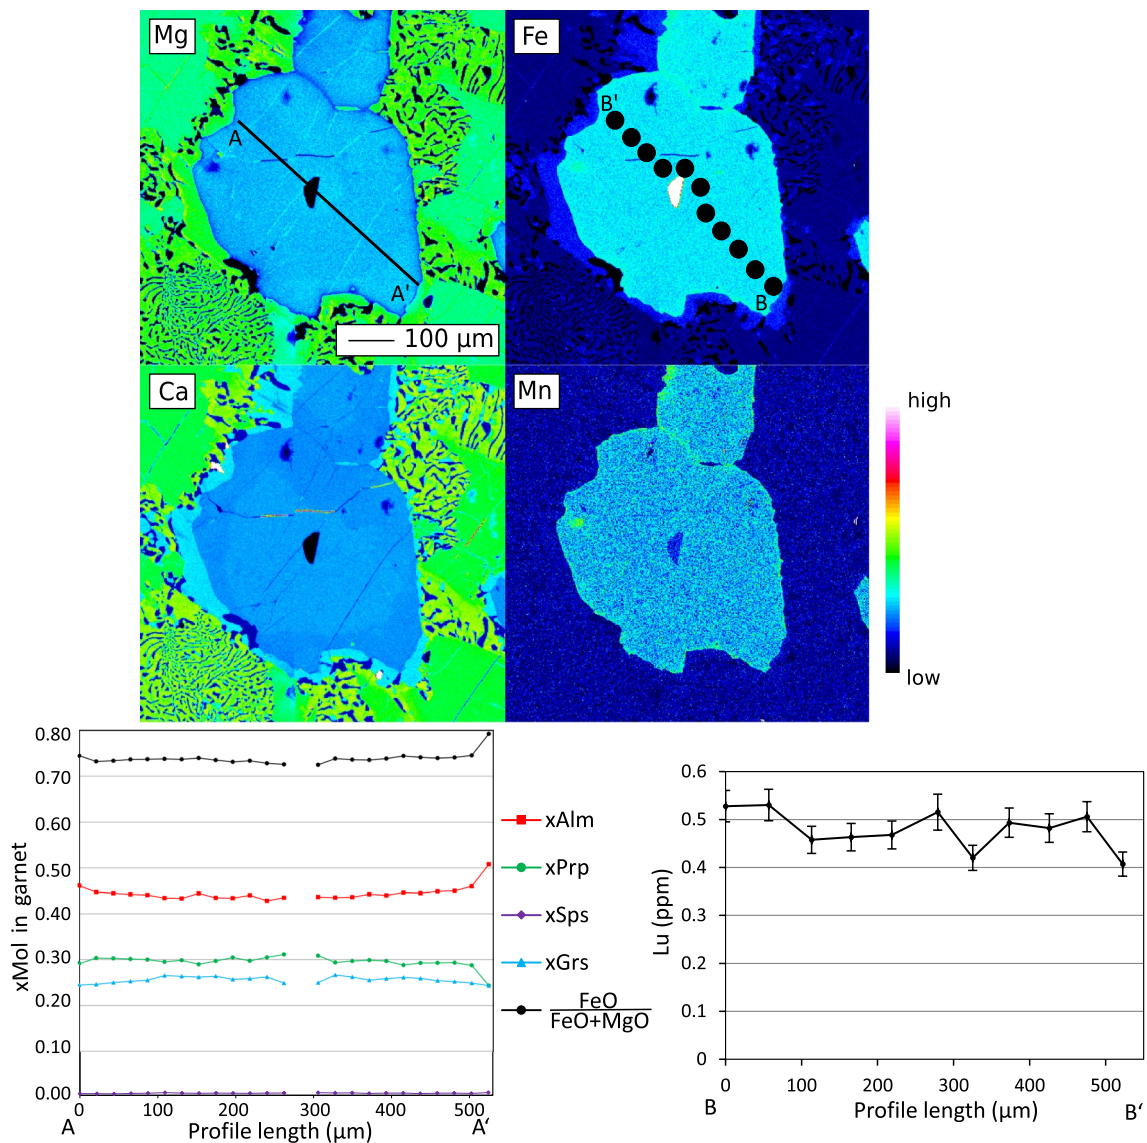 Mg
Fe
A
A'
100 µm
B'
B
Ca
Mn
high
low
0.80
0.70
0.60
0.50
0.40
0.30
0.20
0.10
0.00
xMol in garnet
0 100 200 300 400 500
A A‘
Profile length (µm)
xAlm
xPrp
xSps
xGrs
FeO
FeO+MgO
0.6
0.5
0.4
0.3
0.2
0.1
0
Lu (ppm)
0 100 200 300 400 500
B B‘
Profile length (µm)